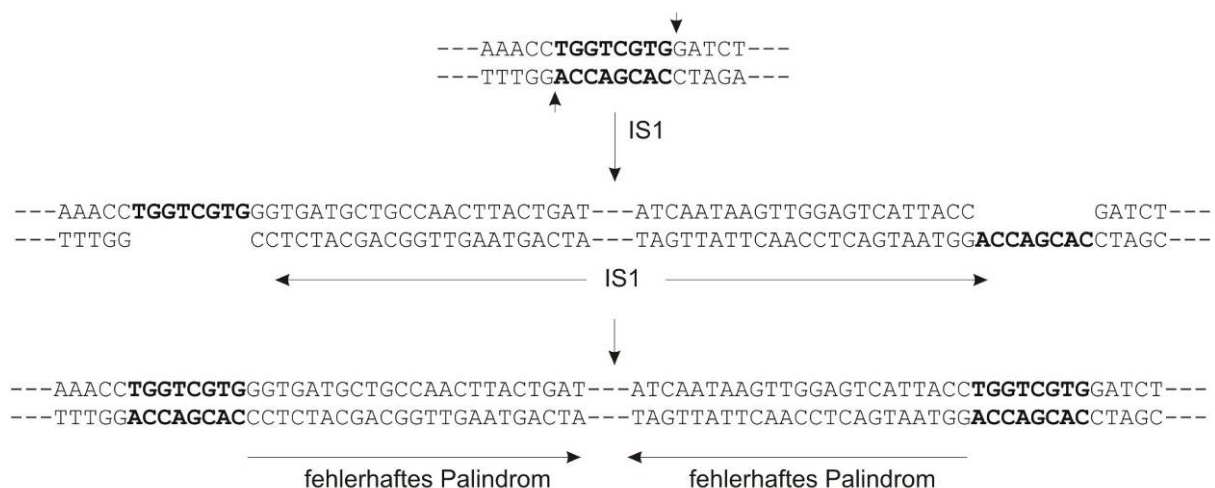 ---AAACCTGGTCGTGGATCT---
---TTTGGACCAGCACCTAGA---
IS1
---AAACCTGGTCGTGGGTGATGCTGCCAACTTACTGAT---ATCAATAAGTTGGAGTCATTACC GATCT---
---TTTGG CCTCTACGACGGTTGAATGACTA---TAGTTATTCAACCTCAGTAATGGACCAGCACCTAGC---
IS1
---AAACCTGGTCGTGGGTGATGCTGCCAACTTACTGAT---ATCAATAAGTTGGAGTCATTACCTGGTCGTGGATCT---
---TTTGGACCAGCACCCTCTACGACGGTTGAATGACTA---TAGTTATTCAACCTCAGTAATGGACCAGCACCTAGC---
fehlerhaftes Palindrom fehlerhaftes Palindrom